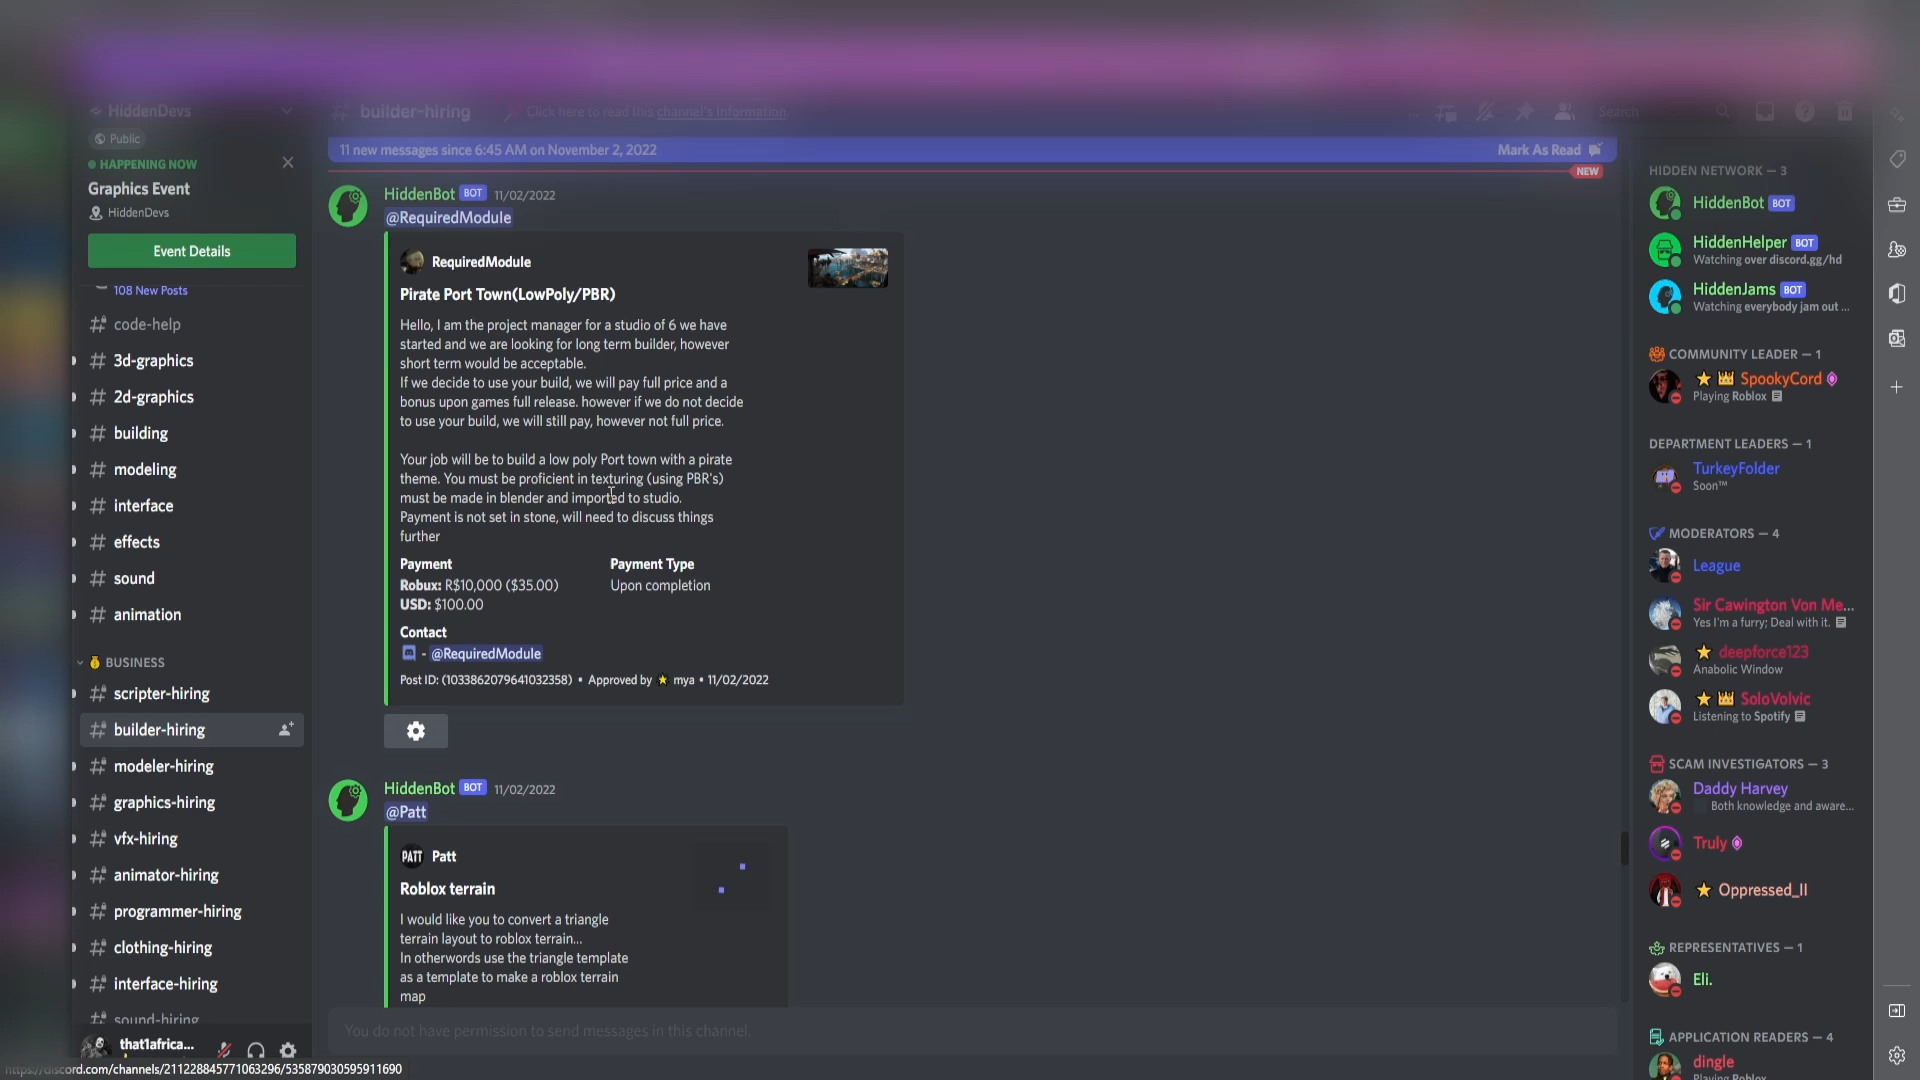 HiddenDevs
Public
HAPPENING NOW
Graphics Event
HiddenDevs
Event Details
108 New Posts
code-help
3d-graphics
2d-graphics
building
modeling
interface
effects
sound
animation
BUSINESS
scripter-hiring
builder-hiring
modeler-hiring
graphics-hiring
vfx-hiring
animator-hiring
programmer-hiring
clothing-hiring
interface-hiring
sound-hiring
that1africa...
https://discord.com/channels/211228845771063296/535879030595911690
builder-hiring
Click here to read this channel's information.
Search
11 new messages since 6:45 AM on November 2, 2022
Mark As Read
NEW
HiddenBot BOT 11/02/2022
@RequiredModule
RequiredModule
Pirate Port Town(LowPoly/PBR)
Hello, I am the project manager for a studio of 6 we have
started and we are looking for long term builder, however
short term would be acceptable.
If we decide to use your build, we will pay full price and a
bonus upon games full release. however if we do not decide
to use your build, we will still pay, however not full price.
Your job will be to build a low poly Port town with a pirate
theme. You must be proficient in texturing (using PBR's)
must be made in blender and imported to studio.
Payment is not set in stone, will need to discuss things
further
Payment
Robux: R$10,000 ($35.00)
USD: $100.00
Payment Type
Upon completion
Contact
- @RequiredModule
Post ID: (1033862079641032358) • Approved by ⭐ mya • 11/02/2022
HiddenBot BOT 11/02/2022
@Patt
PATT Patt
Roblox terrain
I would like you to convert a triangle
terrain layout to roblox terrain...
In otherwords use the triangle template
as a template to make a roblox terrain
map
You do not have permission to send messages in this channel.
HIDDEN NETWORK — 3
HiddenBot BOT
HiddenHelper BOT
Watching over discord.gg/hd
HiddenJams BOT
Watching everybody jam out ...
COMMUNITY LEADER — 1
⭐ 👑 SpookyCord
Playing Roblox
DEPARTMENT LEADERS — 1
TurkeyFolder
Soon™
MODERATORS — 4
League
Sir Cawington Von Me...
Yes I'm a furry; Deal with it.
⭐ deepforce123
Anabolic Window
⭐ 👑 SoloVolvic
Listening to Spotify
SCAM INVESTIGATORS — 3
Daddy Harvey
Both knowledge and aware...
Truly
⭐ Oppressed_II
REPRESENTATIVES — 1
Eli.
APPLICATION READERS — 4
dingle
Playing Roblox